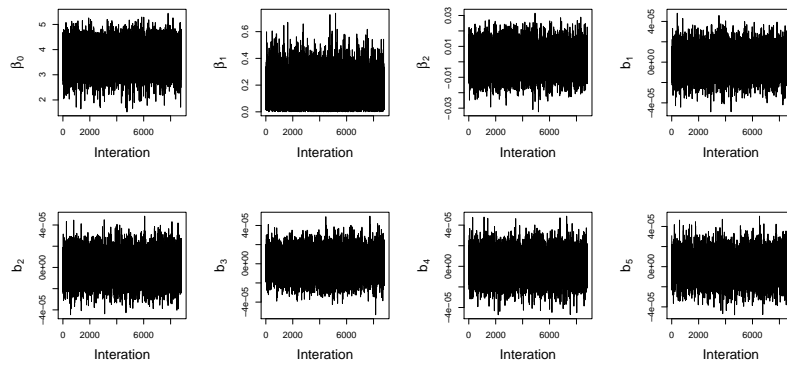 β0
5
4
3
2
0 2000 6000
Interation
β1
0.6
0.4
0.2
0.0
0 2000 6000
Interation
β2
0.03
0.01
−0.01
−0.03
0 2000 6000
Interation
b1
4e−05
0e+00
−4e−05
0 2000 6000
Interation
b2
4e−05
0e+00
−4e−05
0 2000 6000
Interation
b3
4e−05
0e+00
−4e−05
0 2000 6000
Interation
b4
4e−05
0e+00
−4e−05
0 2000 6000
Interation
b5
4e−05
0e+00
−4e−05
0 2000 6000
Interation